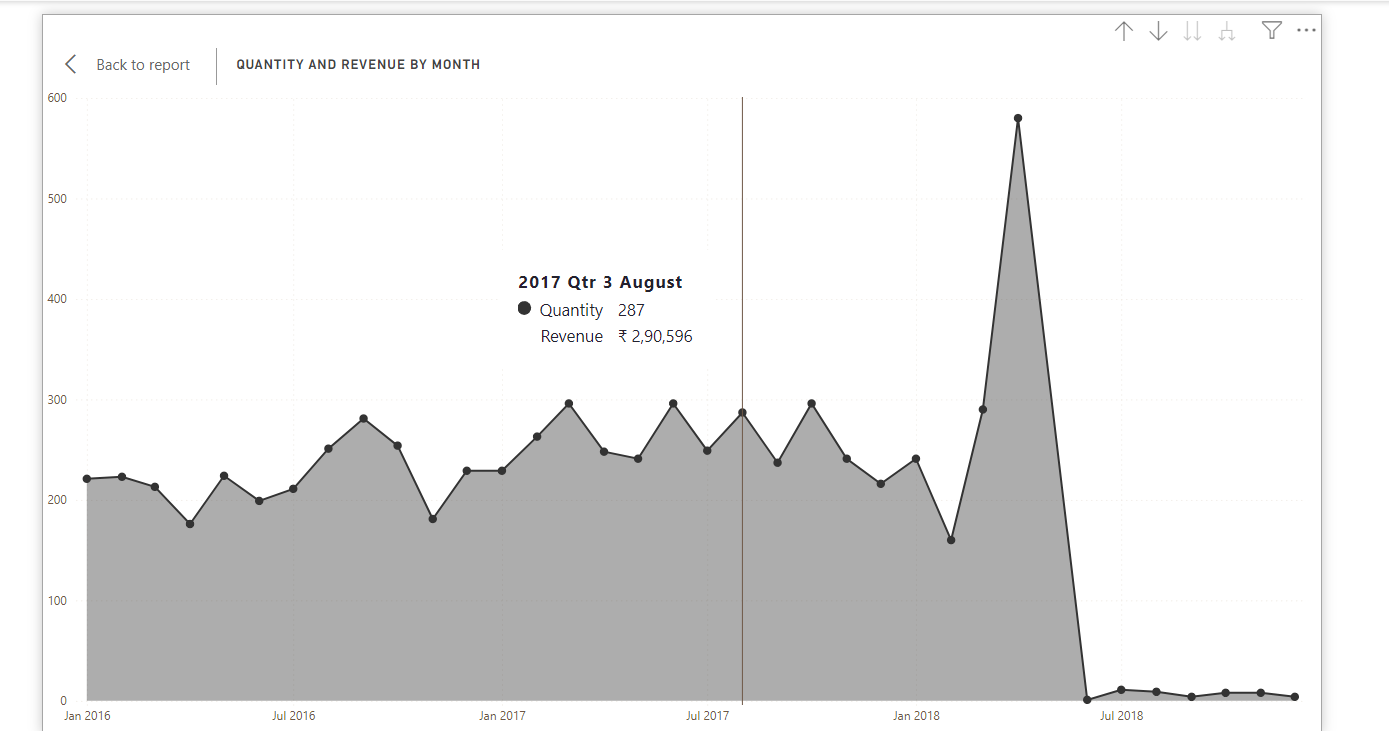 Back to report
QUANTITY AND REVENUE BY MONTH
600
500
400
300
200
100
0
2017 Qtr 3 August
Quantity 287
Revenue ₹ 2,90,596
Jan 2016 Jul 2016 Jan 2017 Jul 2017 Jan 2018 Jul 2018